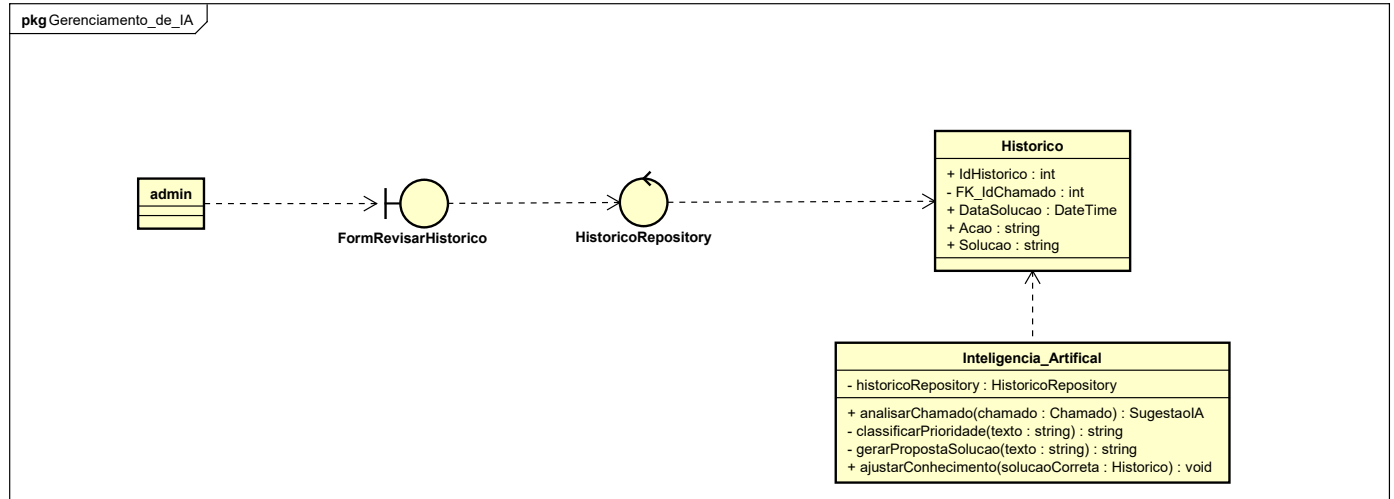 pkg Gerenciamento_de_IA
admin
FormRevisarHistorico
HistoricoRepository
Historico
+ IdHistorico : int
- FK_IdChamado : int
+ DataSolucao : DateTime
+ Acao : string
+ Solucao : string
Inteligencia_Artifical
- historicoRepository : HistoricoRepository
+ analisarChamado(chamado : Chamado) : SugestaoIA
- classificarPrioridade(texto : string) : string
- gerarPropostaSolucao(texto : string) : string
+ ajustarConhecimento(solucaoCorreta : Historico) : void